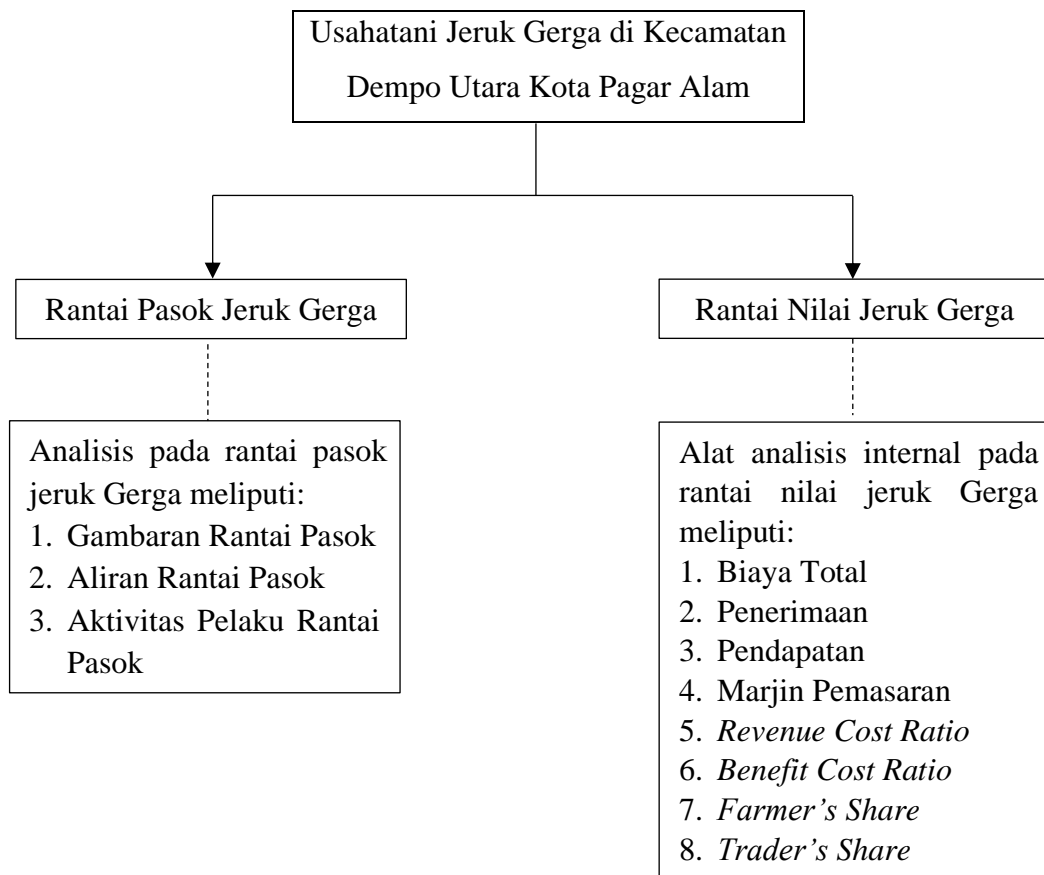 Usahatani Jeruk Gerga di Kecamatan
Dempo Utara Kota Pagar Alam
Rantai Pasok Jeruk Gerga
Rantai Nilai Jeruk Gerga
Analisis pada rantai pasok
jeruk Gerga meliputi:
1. Gambaran Rantai Pasok
2. Aliran Rantai Pasok
3. Aktivitas Pelaku Rantai
Pasok
Alat analisis internal pada
rantai nilai jeruk Gerga
meliputi:
1. Biaya Total
2. Penerimaan
3. Pendapatan
4. Marjin Pemasaran
5. Revenue Cost Ratio
6. Benefit Cost Ratio
7. Farmer’s Share
8. Trader’s Share